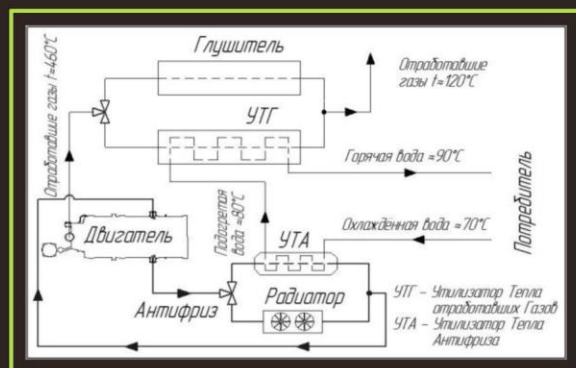 Глушитель
Отработавшие
газы t≈120°C
Отработавшие газы t≈460°C
УТГ
Горячая вода ≈90°C
Подогретая
вода ≈80°C
Охлаждённая вода ≈70°C
Потребитель
Двигатель
УТА
Антифриз
Радиатор
УТГ – Утилизатор Тепла
отработавших Газов
УТА – Утилизатор Тепла
Антифриза